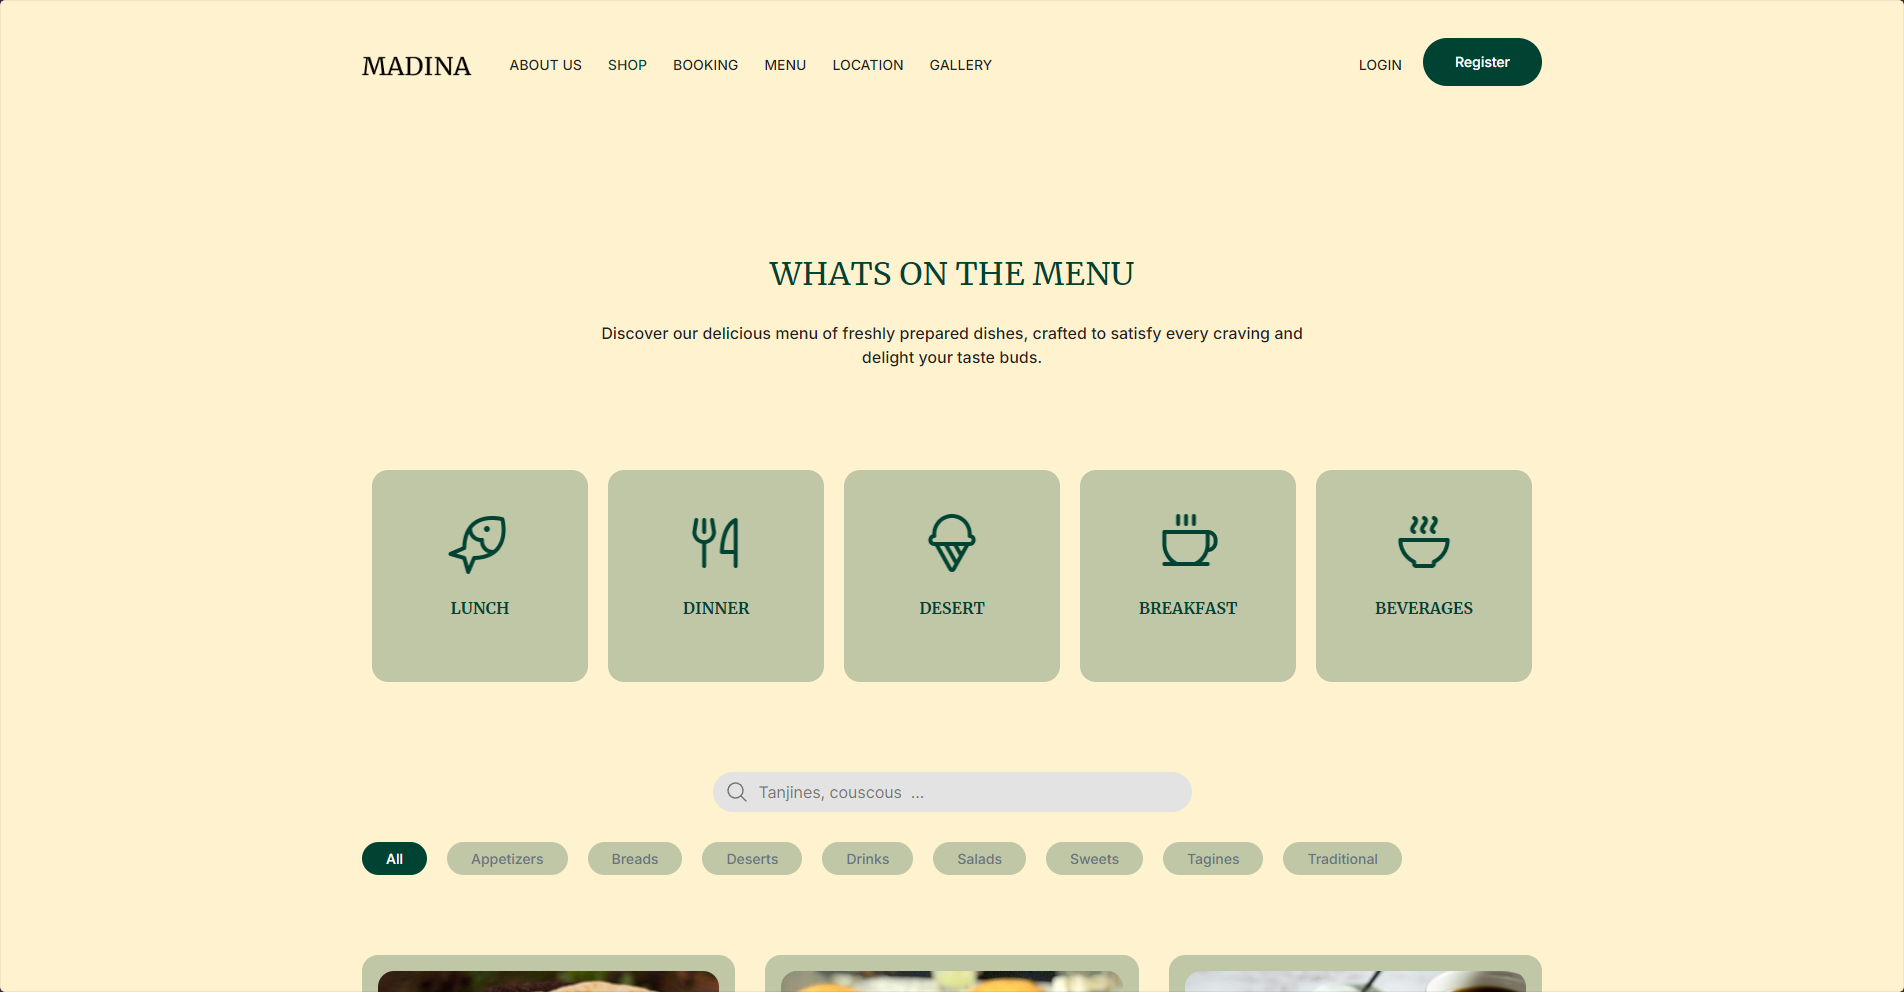 MADINA
ABOUT US
SHOP
BOOKING
MENU
LOCATION
GALLERY
LOGIN
Register
WHATS ON THE MENU
Discover our delicious menu of freshly prepared dishes, crafted to satisfy every craving and
delight your taste buds.
LUNCH
DINNER
DESERT
BREAKFAST
BEVERAGES
Tanjines, couscous ...
All
Appetizers
Breads
Deserts
Drinks
Salads
Sweets
Tagines
Traditional